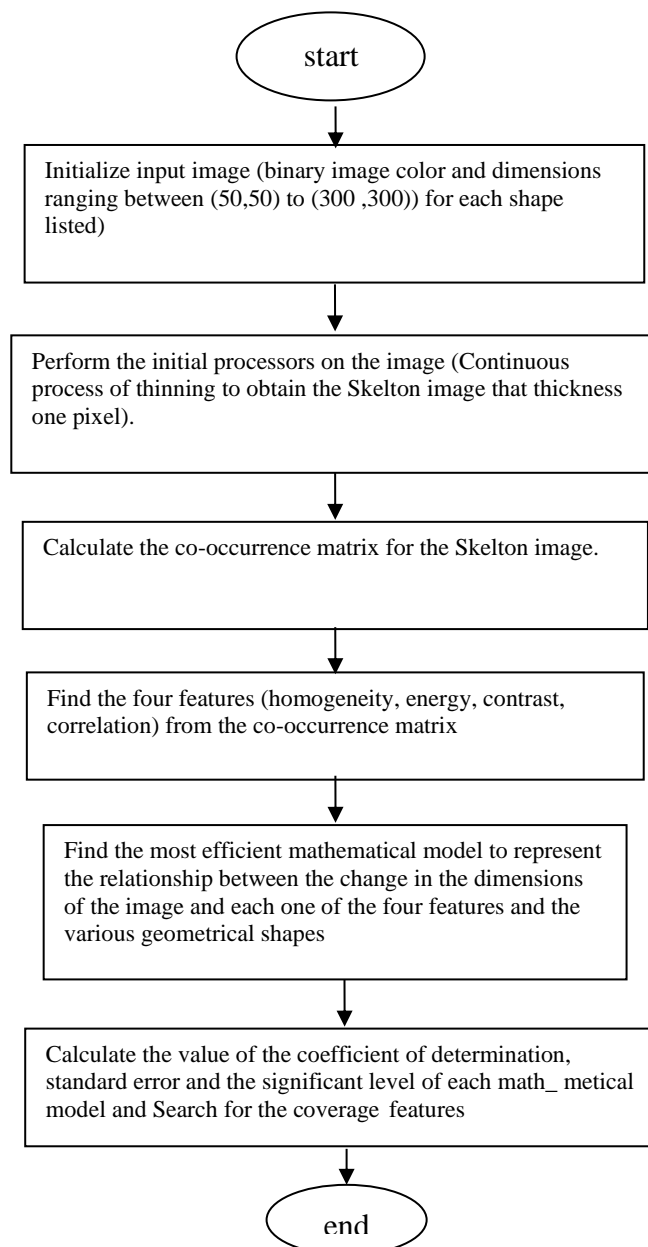 start
Initialize input image (binary image color and dimensions
ranging between (50,50) to (300 ,300)) for each shape
listed)
Perform the initial processors on the image (Continuous
process of thinning to obtain the Skelton image that thickness
one pixel).
Calculate the co-occurrence matrix for the Skelton image.
Find the four features (homogeneity, energy, contrast,
correlation) from the co-occurrence matrix
Find the most efficient mathematical model to represent
the relationship between the change in the dimensions
of the image and each one of the four features and the
various geometrical shapes
Calculate the value of the coefficient of determination,
standard error and the significant level of each math_ metical
model and Search for the coverage features
end